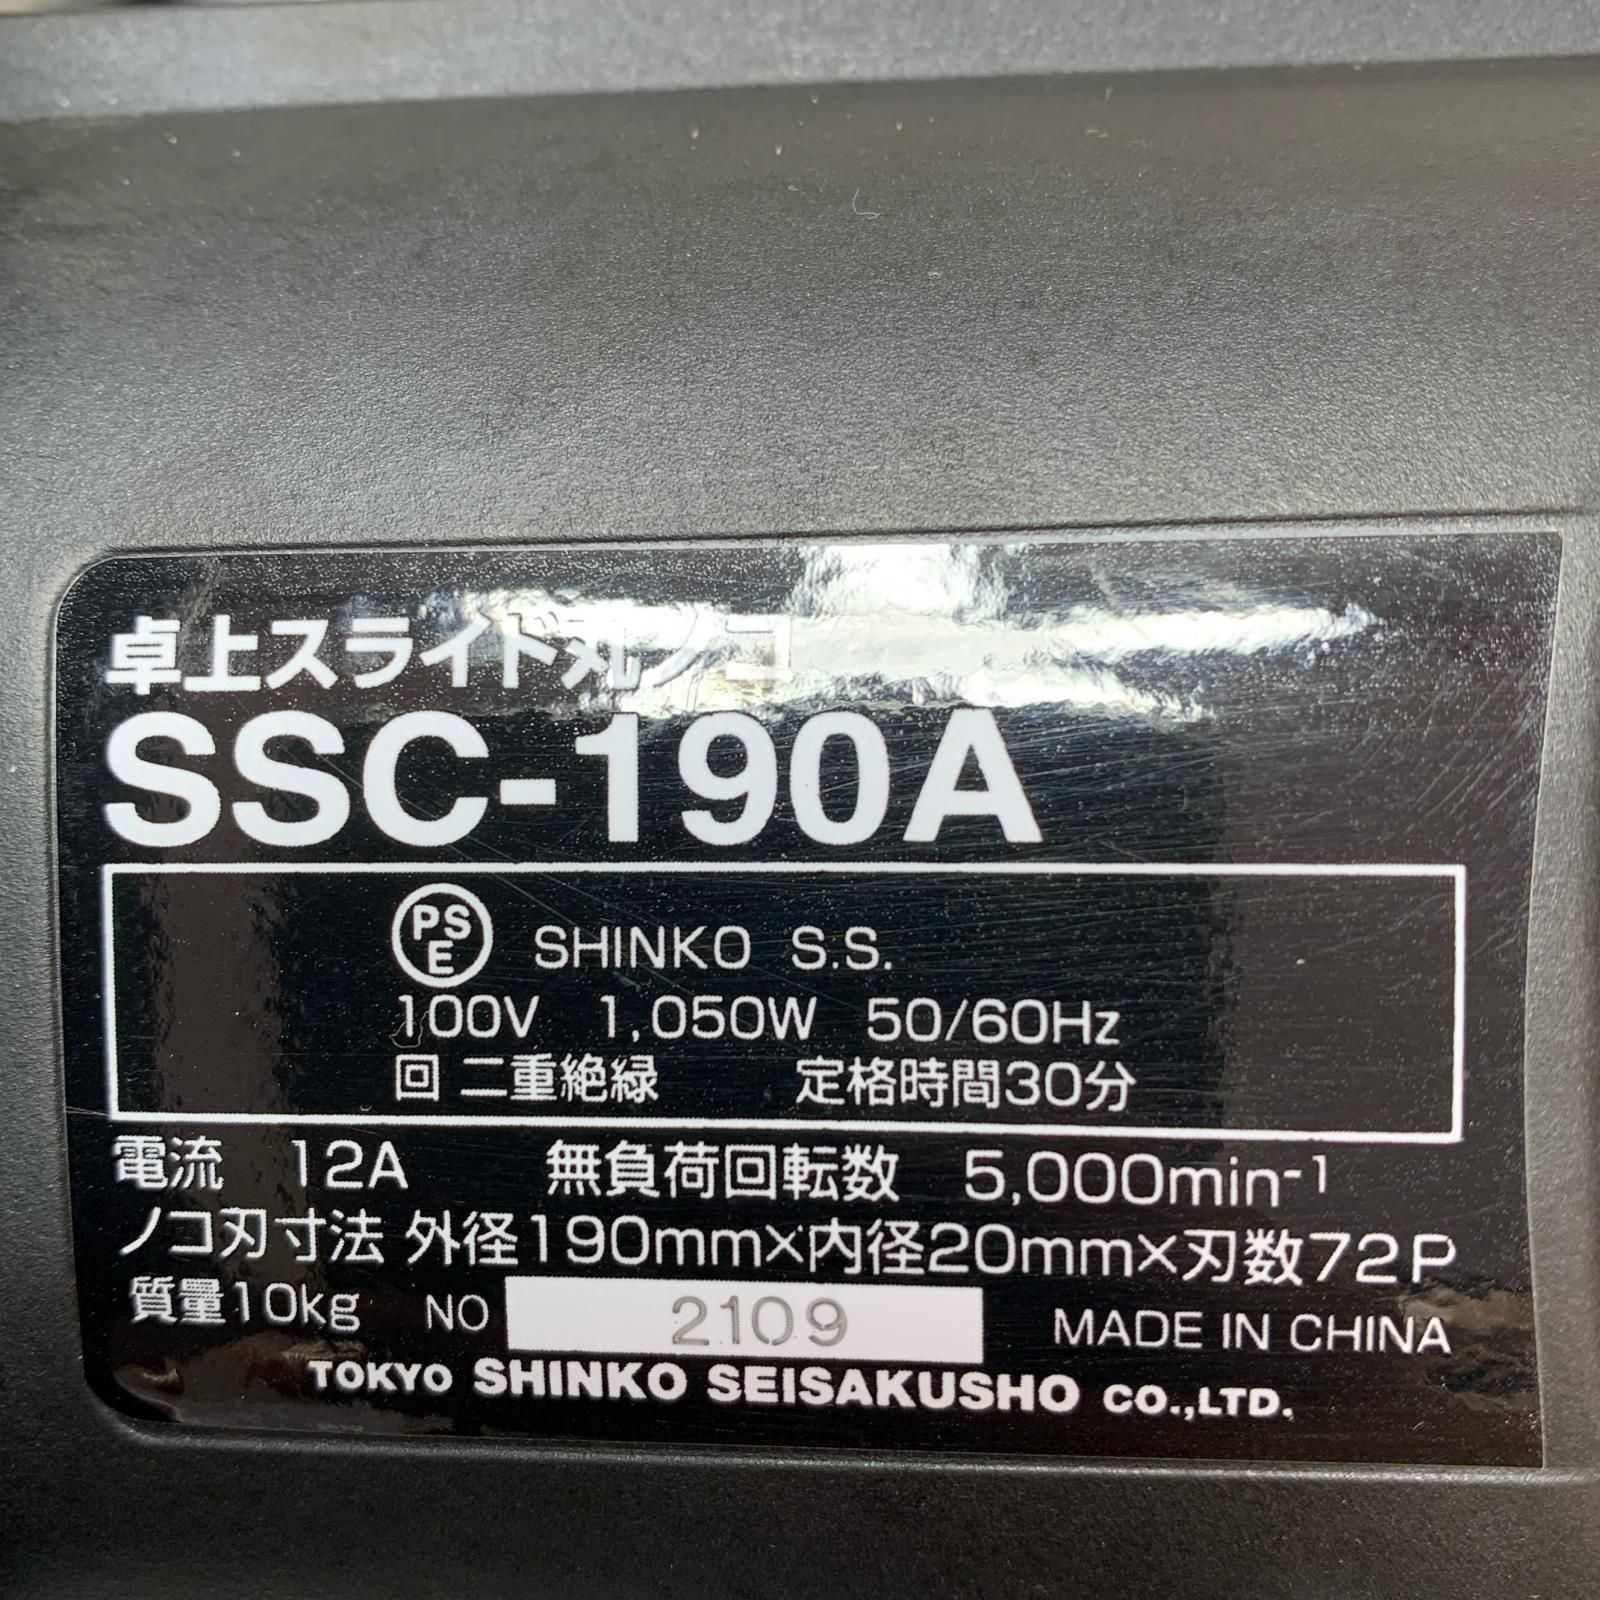 卓上スライド丸ノコ
SSC-190A
PSE SHINKO S.S.
100V 1,050W 50/60Hz
回 二重絶緑 定格時間30分
電流 12A 無負荷回転数 5,000min-1
ノコ刃寸法 外径190mm×内径20mm×刃数72P
質量10kg NO 2109 MADE IN CHINA
TOKYO SHINKO SEISAKUSHO CO.,LTD.